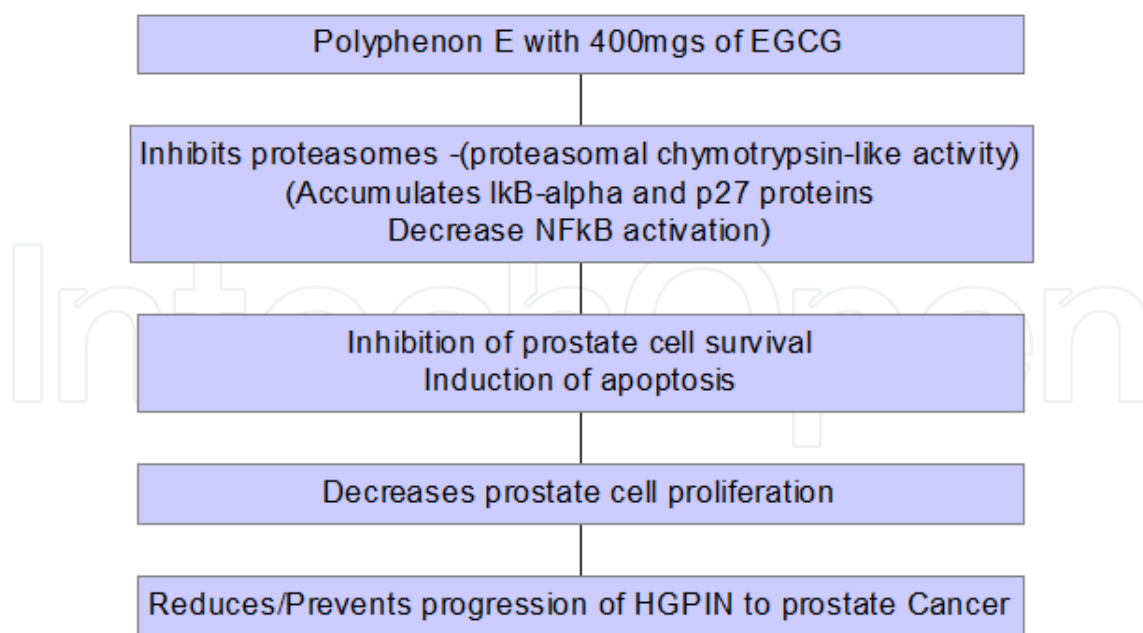 Polyphenon E with 400mgs of EGCG
Inhibits proteasomes -(proteasomal chymotrypsin-like activity)
(Accumulates IkB-alpha and p27 proteins
Decrease NFkB activation)
Inhibition of prostate cell survival
Induction of apoptosis
Decreases prostate cell proliferation
Reduces/Prevents progression of HGPIN to prostate Cancer
IntechOpen